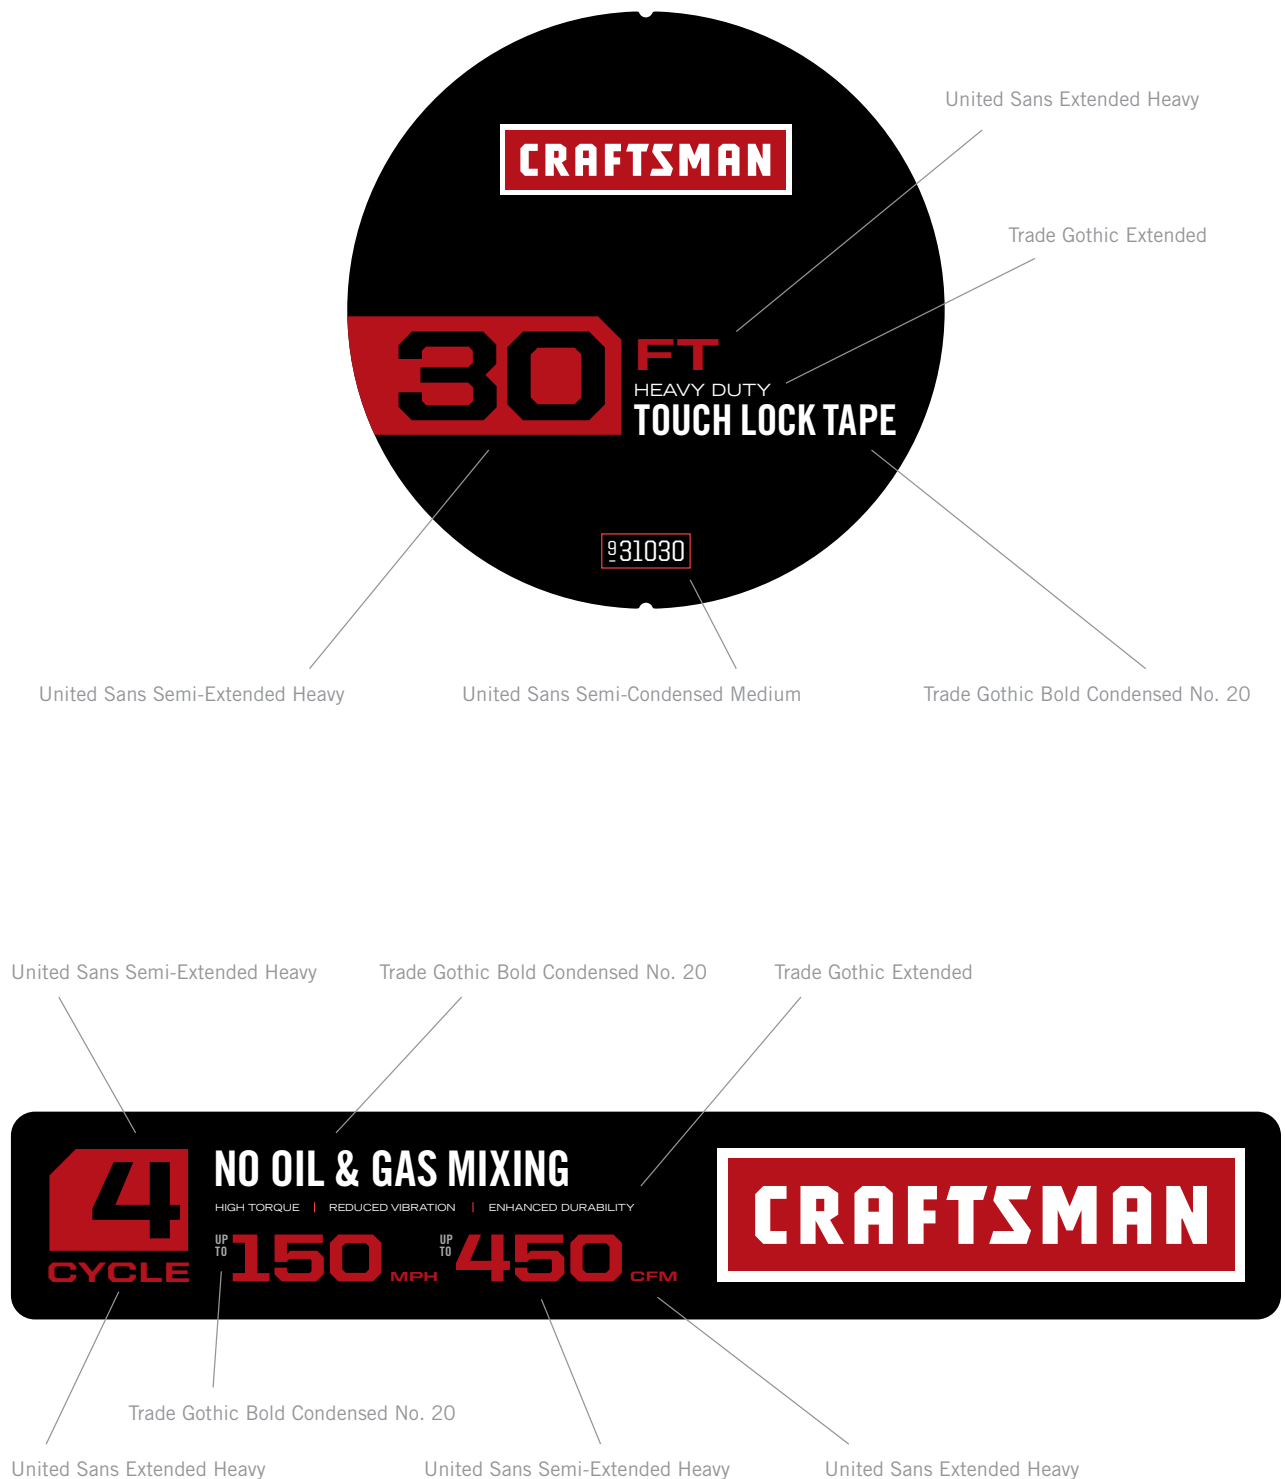 United Sans Extended Heavy
CRAFTSMAN
Trade Gothic Extended
30 FT
HEAVY DUTY
TOUCH LOCK TAPE
9 31030
United Sans Semi-Extended Heavy
United Sans Semi-Condensed Medium
Trade Gothic Bold Condensed No. 20
United Sans Semi-Extended Heavy
Trade Gothic Bold Condensed No. 20
Trade Gothic Extended
4
CYCLE
NO OIL & GAS MIXING
HIGH TORQUE | REDUCED VIBRATION | ENHANCED DURABILITY
UP TO 150 MPH UP TO 450 CFM
CRAFTSMAN
Trade Gothic Bold Condensed No. 20
United Sans Extended Heavy
United Sans Semi-Extended Heavy
United Sans Extended Heavy